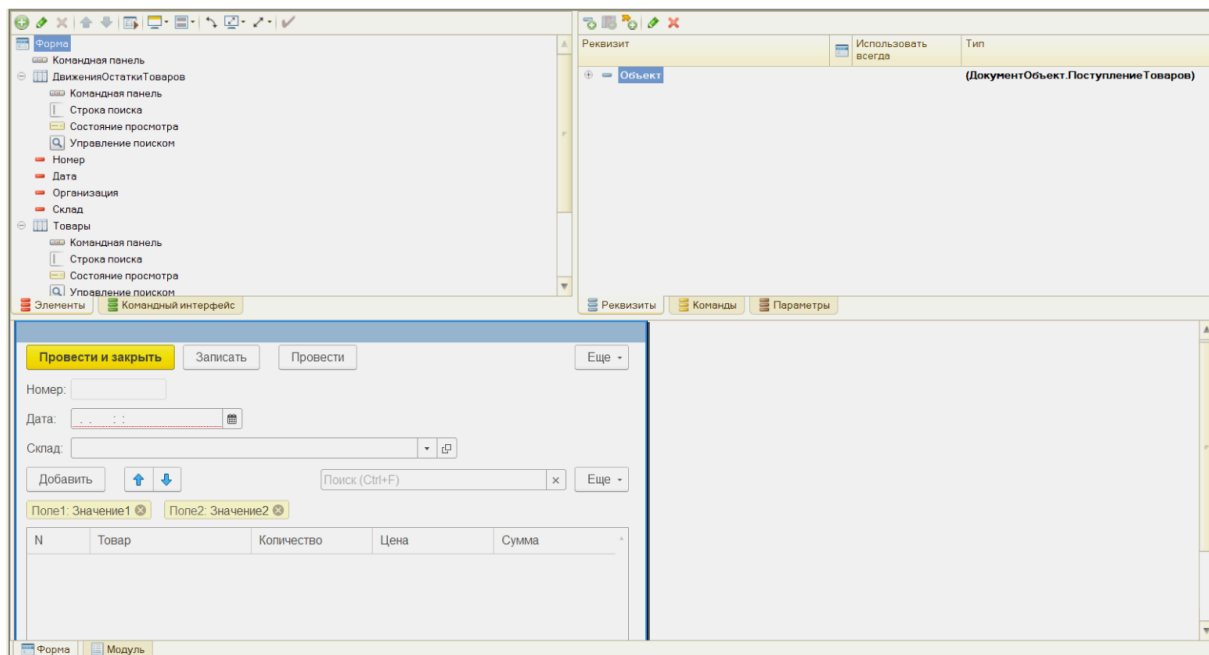 Форма
Командная панель
ДвиженияОстаткиТоваров
Командная панель
Строка поиска
Состояние просмотра
Управление поиском
Номер
Дата
Организация
Склад
Товары
Командная панель
Строка поиска
Состояние просмотра
Управление поиском
Элементы Командный интерфейс
Реквизит Использовать всегда Тип
Объект (ДокументОбъект.ПоступлениеТоваров)
Реквизиты Команды Параметры
Провести и закрыть Записать Провести Еще
Номер:
Дата: . . : :
Склад:
Добавить Поиск (Ctrl+F) × Еще
Поле1: Значение1 Поле2: Значение2
N Товар Количество Цена Сумма
Форма Модуль